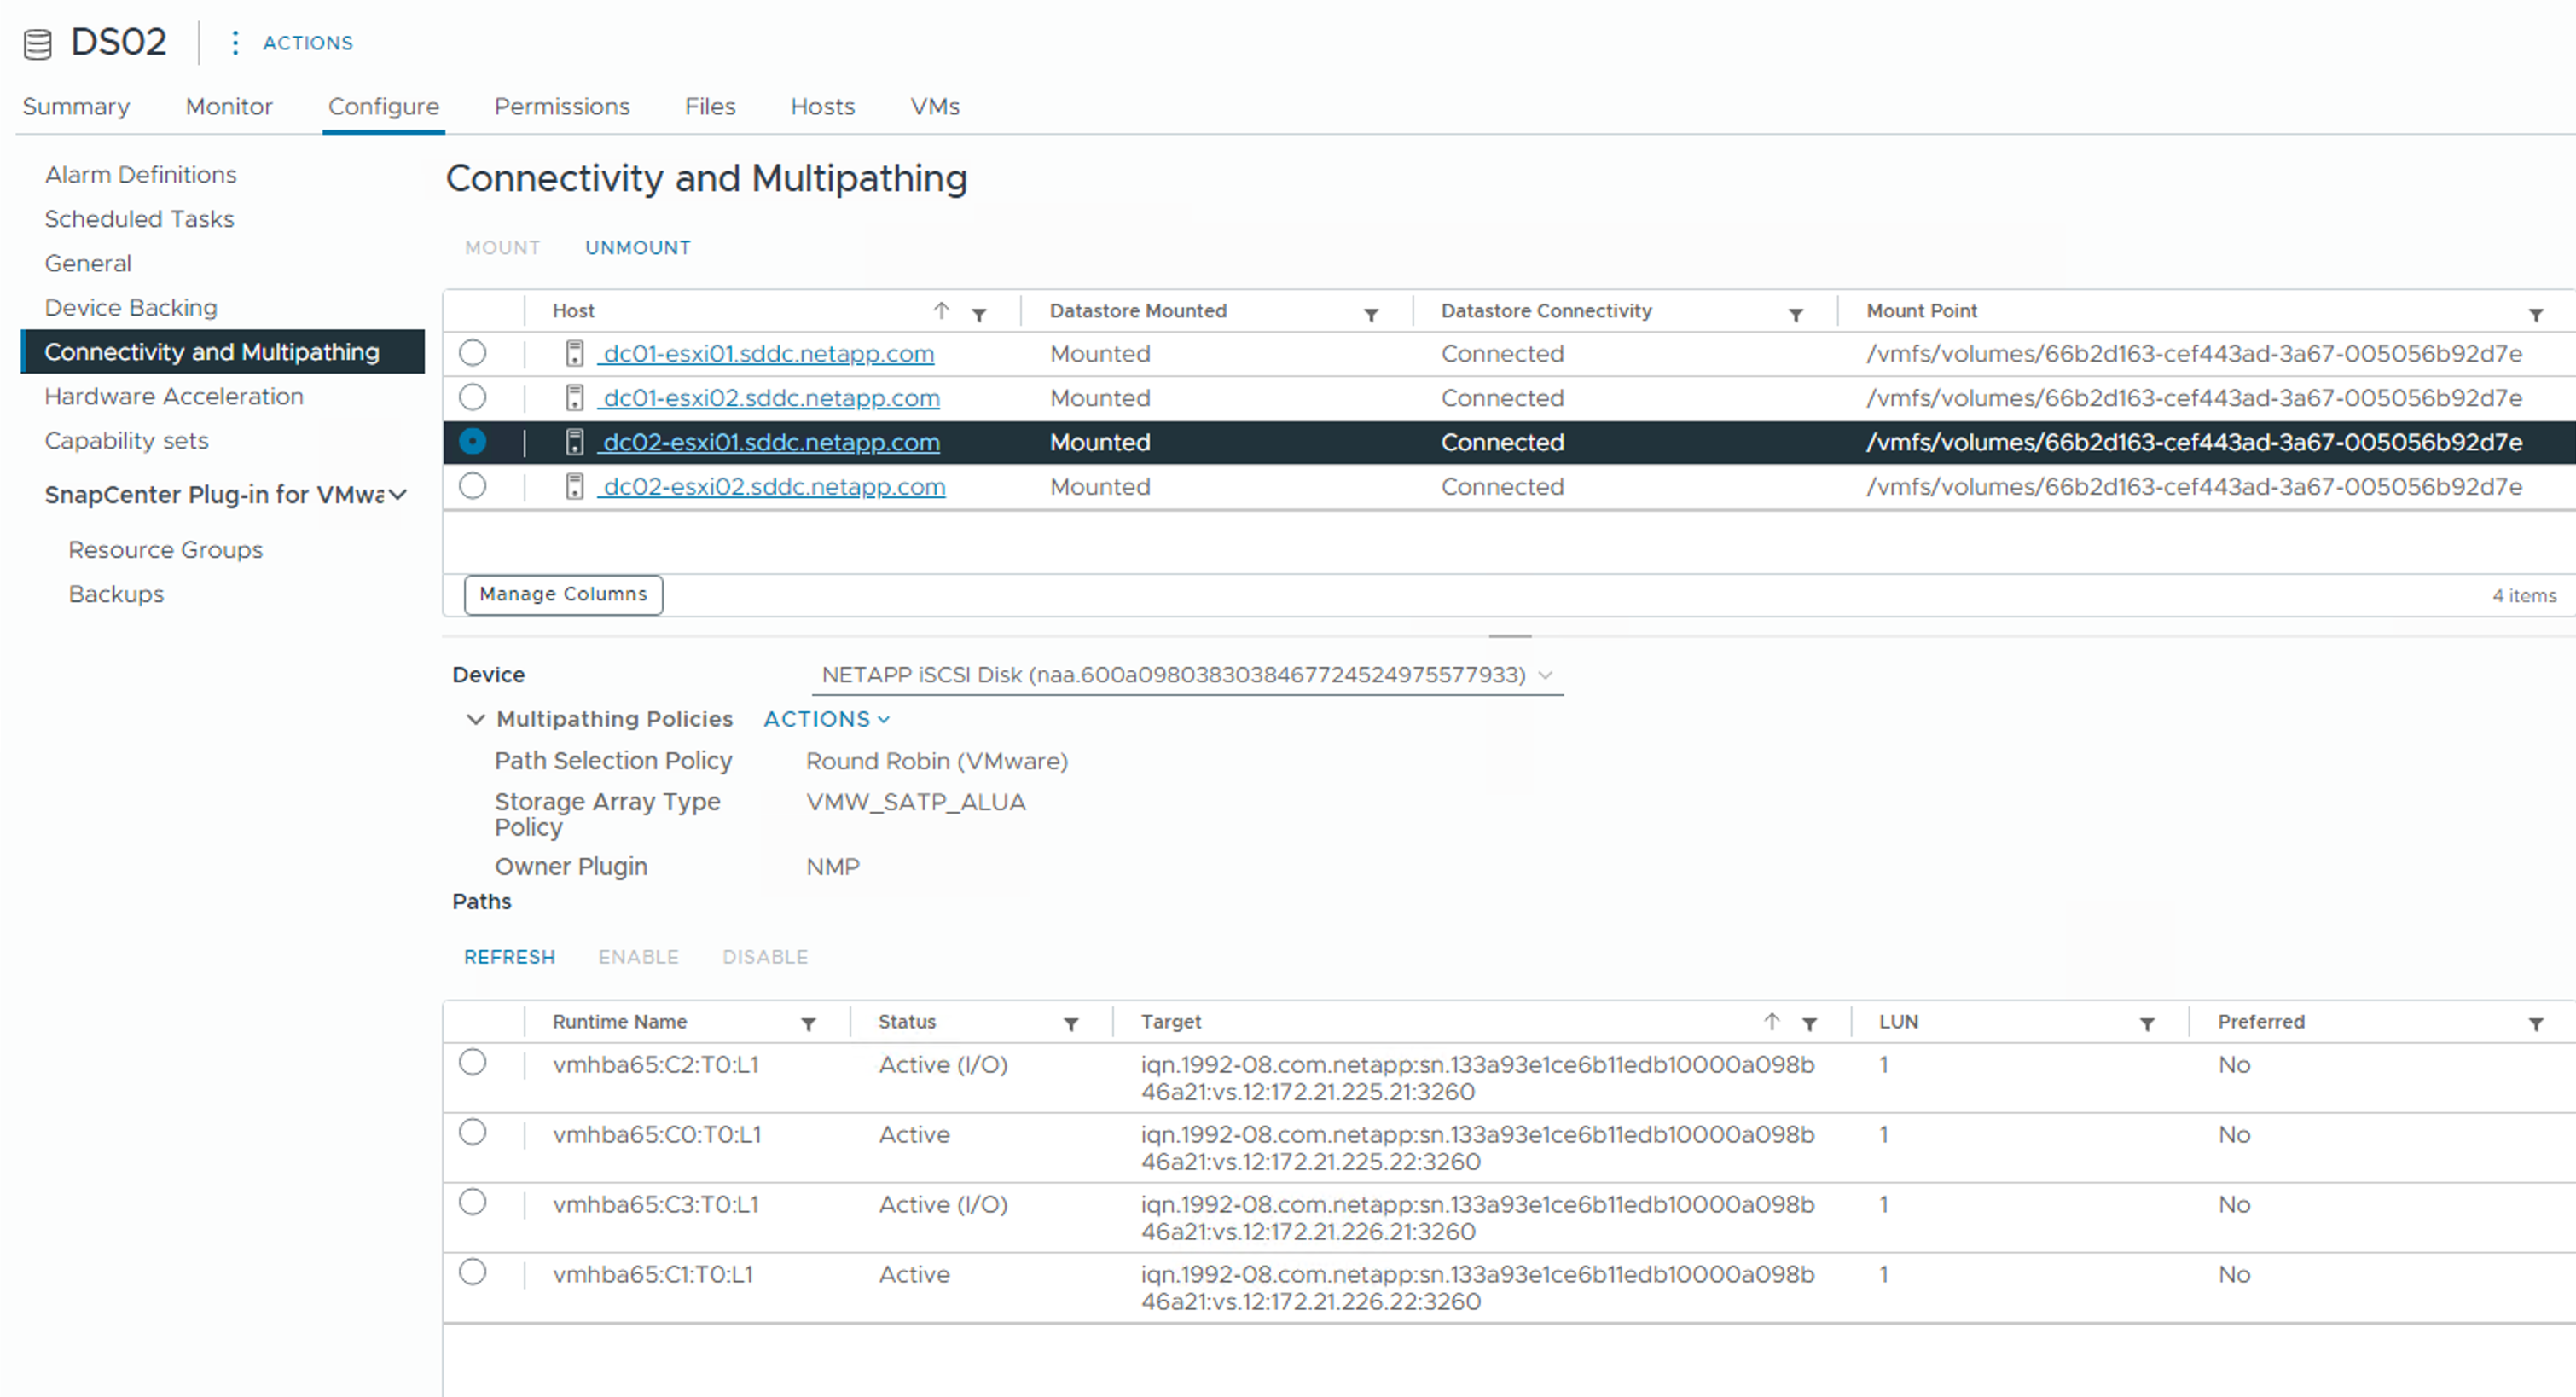 DS02
ACTIONS
Summary
Monitor
Configure
Permissions
Files
Hosts
VMs
Alarm Definitions
Scheduled Tasks
General
Device Backing
Connectivity and Multipathing
Hardware Acceleration
Capability sets
SnapCenter Plug-in for VMwa
Resource Groups
Backups
Connectivity and Multipathing
MOUNT UNMOUNT
Host Datastore Mounted Datastore Connectivity Mount Point
dc01-esxi01.sddc.netapp.com Mounted Connected /vmfs/volumes/66b2d163-cef443ad-3a67-005056b92d7e
dc01-esxi02.sddc.netapp.com Mounted Connected /vmfs/volumes/66b2d163-cef443ad-3a67-005056b92d7e
dc02-esxi01.sddc.netapp.com Mounted Connected /vmfs/volumes/66b2d163-cef443ad-3a67-005056b92d7e
dc02-esxi02.sddc.netapp.com Mounted Connected /vmfs/volumes/66b2d163-cef443ad-3a67-005056b92d7e
Manage Columns 4 items
Device NETAPP iSCSI Disk (naa.600a0980383038467724524975577933)
Multipathing Policies ACTIONS
Path Selection Policy Round Robin (VMware)
Storage Array Type VMW_SATP_ALUA
Policy
Owner Plugin NMP
Paths
REFRESH ENABLE DISABLE
Runtime Name Status Target LUN Preferred
vmhba65:C2:T0:L1 Active (I/O) iqn.1992-08.com.netapp:sn.133a93e1ce6b11edb10000a098b 1 No
46a21:vs.12:172.21.225.21:3260
vmhba65:C0:T0:L1 Active iqn.1992-08.com.netapp:sn.133a93e1ce6b11edb10000a098b 1 No
46a21:vs.12:172.21.225.22:3260
vmhba65:C3:T0:L1 Active (I/O) iqn.1992-08.com.netapp:sn.133a93e1ce6b11edb10000a098b 1 No
46a21:vs.12:172.21.226.21:3260
vmhba65:C1:T0:L1 Active iqn.1992-08.com.netapp:sn.133a93e1ce6b11edb10000a098b 1 No
46a21:vs.12:172.21.226.22:3260